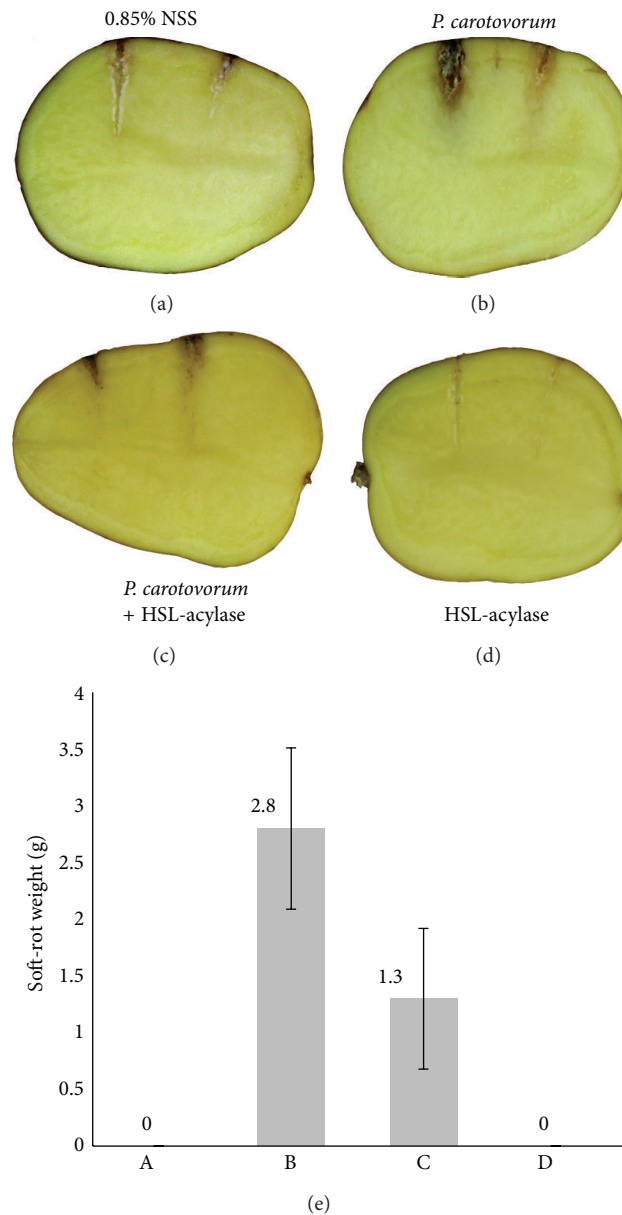 0.85% NSS
P. carotovorum
(a)
(b)
P. carotovorum
+ HSL-acylase
HSL-acylase
(c)
(d)
4
3.5
3
2.5
2
1.5
1
0.5
0
Soft-rot weight (g)
0
2.8
1.3
0
A
B
C
D
(e)